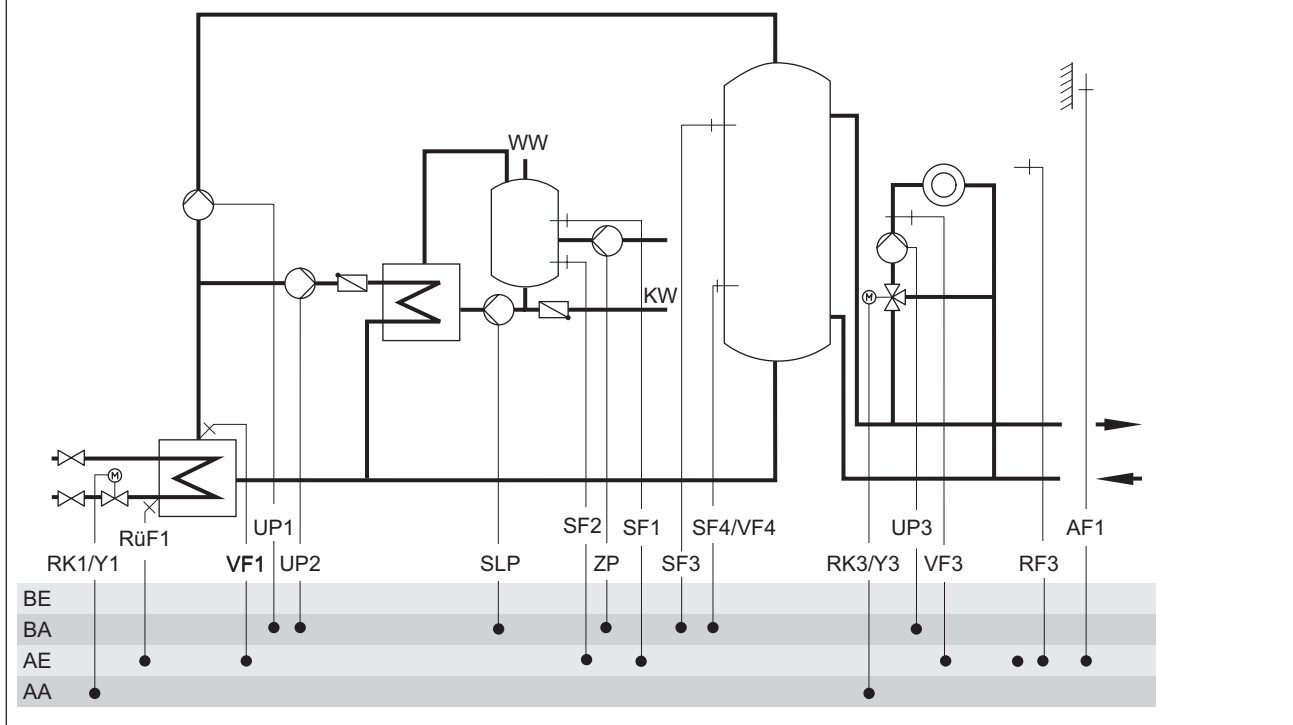 WW
KW
M
M
RüF1
UP1
SF2
SF1
SF4/VF4
UP3
AF1
RK1/Y1
VF1
UP2
SLP
ZP
SF3
RK3/Y3
VF3
RF3
BE
BA
AE
AA